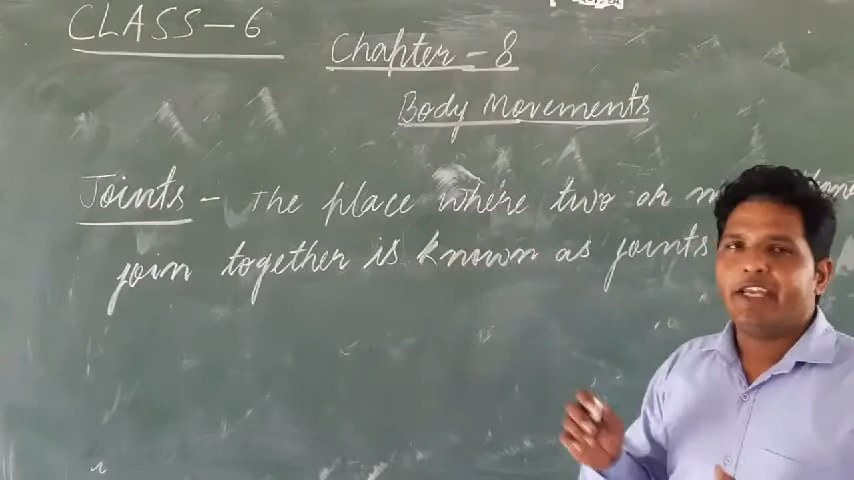 CLASS-6
Chapter-8
Body Movements
Joints - The place where two or
join together is known as joints